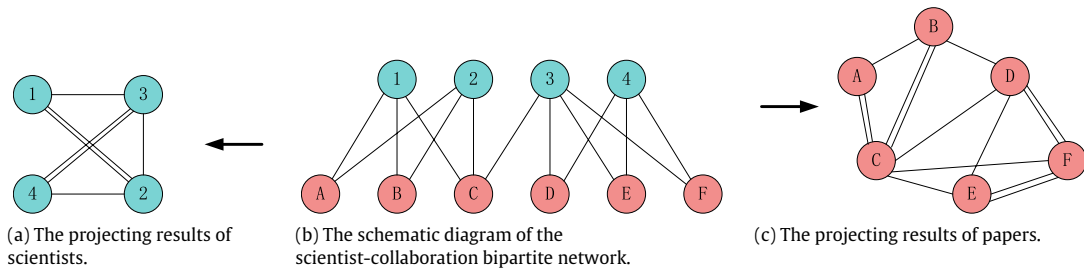 1
3
4
2
(a) The projecting results of
scientists.
1
2
3
4
A
B
C
D
E
F
(b) The schematic diagram of the
scientist-collaboration bipartite network.
B
A
D
C
F
E
(c) The projecting results of papers.